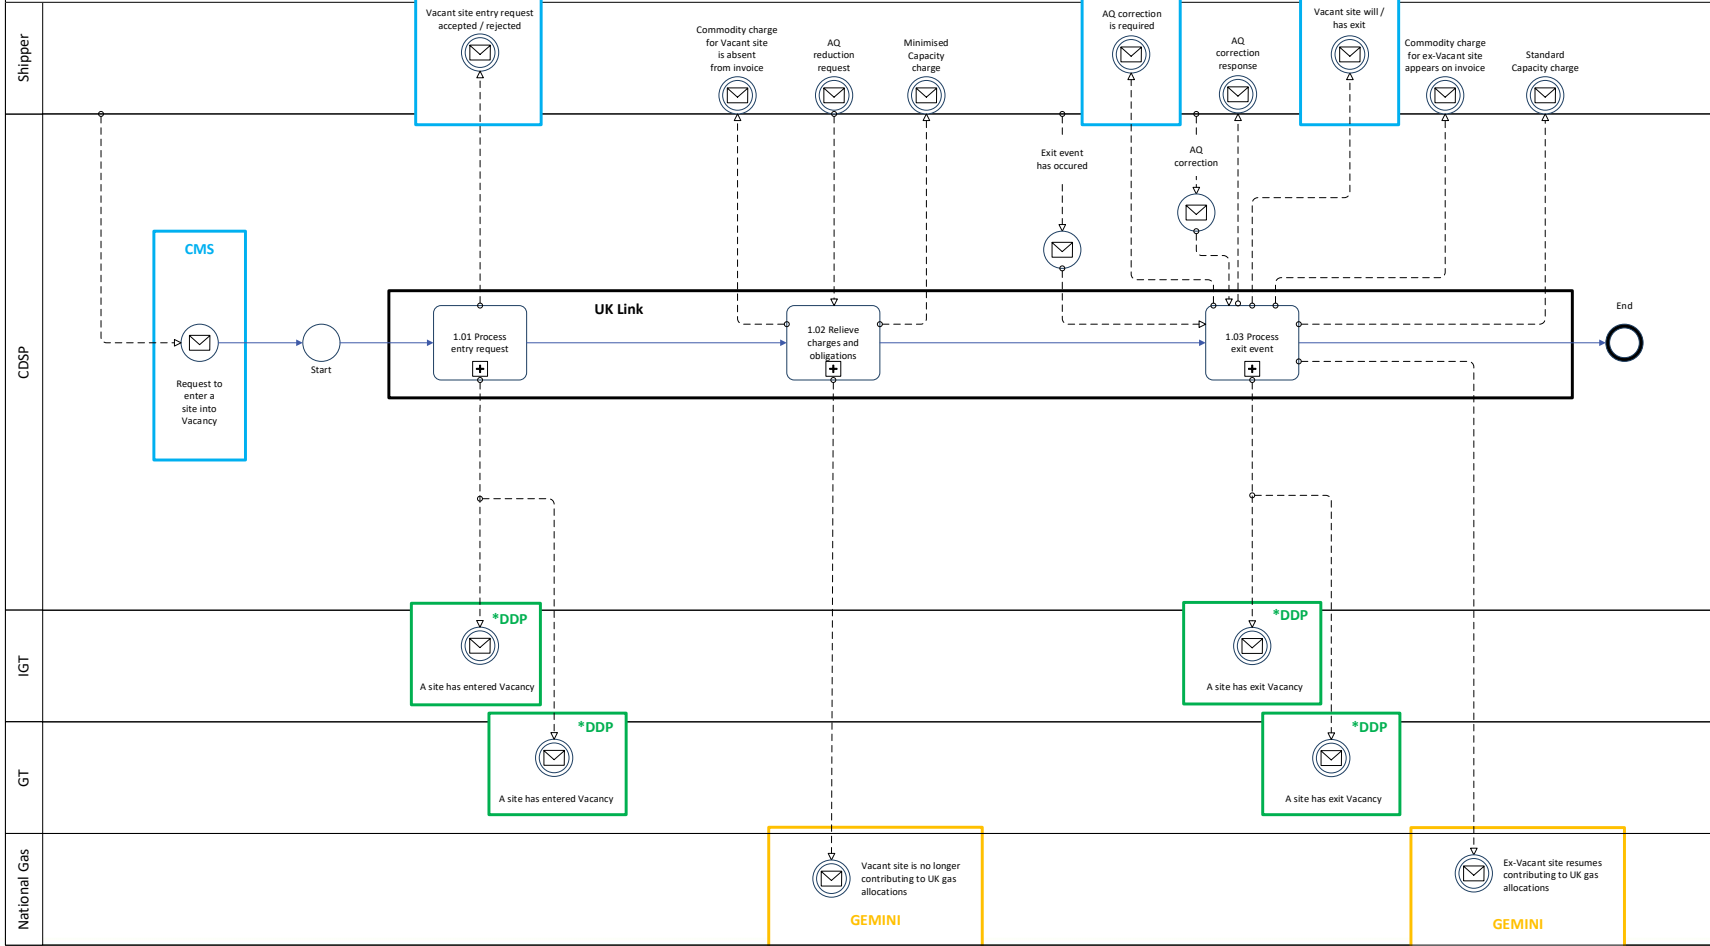 Shipper
Vacant site entry request
accepted / rejected
Commodity charge
for Vacant site
is absent
from invoice
AQ
reduction
request
Minimised
Capacity
charge
AQ correction
is required
AQ
correction
response
Vacant site will /
has exit
Commodity charge
for ex-Vacant site
appears on invoice
Standard
Capacity charge
CDSP
Exit event
has occured
AQ
correction
CMS
Request to
enter a
site into
Vacancy
Start
UK Link
1.01 Process
entry request
1.02 Relieve
charges and
obligations
1.03 Process
exit event
End
IGT
*DDP
A site has entered Vacancy
*DDP
A site has exit Vacancy
GT
*DDP
A site has entered Vacancy
*DDP
A site has exit Vacancy
National Gas
Vacant site is no longer
contributing to UK gas
allocations
GEMINI
Ex-Vacant site resumes
contributing to UK gas
allocations
GEMINI